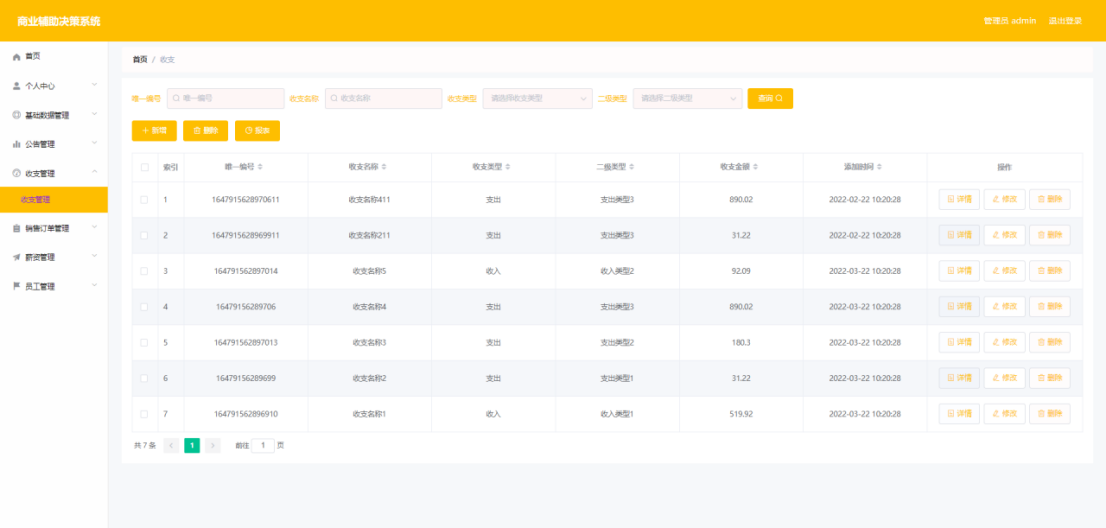 商业辅助决策系统
管理员 admin 退出登录
首页
个人中心
基础数据管理
公告管理
收支管理
收支管理
销售订单管理
薪资管理
员工管理
首页 / 收支
唯一编号 唯一编号 收支名称 收支名称 收支类型 请选择收支类型 二级类型 请选择二级类型 查询
+ 新增 删除 报表
索引 唯一编号 收支名称 收支类型 二级类型 收支金额 添加时间 操作
1 1647915628970611 收支名称411 支出 支出类型3 890.02 2022-02-22 10:20:28 详情 修改 删除
2 1647915628969911 收支名称211 支出 支出类型3 31.22 2022-02-22 10:20:28 详情 修改 删除
3 164791562897014 收支名称5 收入 收入类型2 92.09 2022-03-22 10:20:28 详情 修改 删除
4 16479156289706 收支名称4 支出 支出类型3 890.02 2022-03-22 10:20:28 详情 修改 删除
5 164791562897013 收支名称3 支出 支出类型2 180.3 2022-03-22 10:20:28 详情 修改 删除
6 16479156289699 收支名称2 支出 支出类型1 31.22 2022-03-22 10:20:28 详情 修改 删除
7 164791562896910 收支名称1 收入 收入类型1 519.92 2022-03-22 10:20:28 详情 修改 删除
共 7 条 < 1 > 前往 1 页